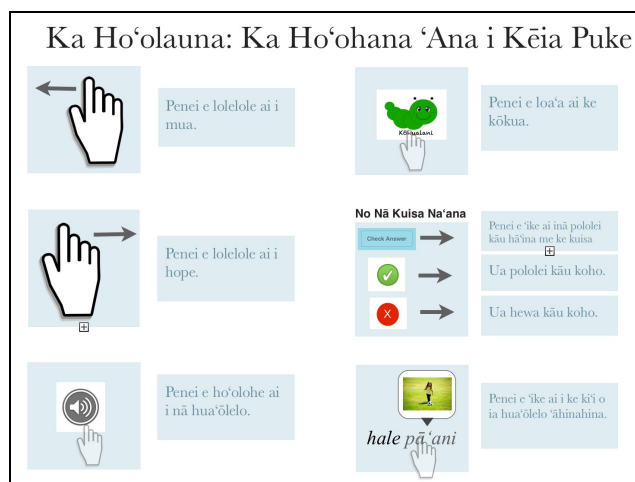 Ka Hoʻolauna: Ka Hoʻohana ʻAna i Kēia Puke
Penei e lolelole ai i
mua.
Penei e lolelole ai i
hope.
Penei e hoʻolohe ai
i nā huaʻōlelo.
Kōkualani
Penei e loaʻa ai ke
kōkua.
No Nā Kuisa Naʻana
Check Answer
Penei e ʻike ai inā pololei
kāu hāʻina me ke kuisa
Ua pololei kāu koho.
X
Ua hewa kāu koho.
hale pāʻani
Penei e ʻike ai i ke kiʻi o
ia huaʻōlelo ʻāhinahina.